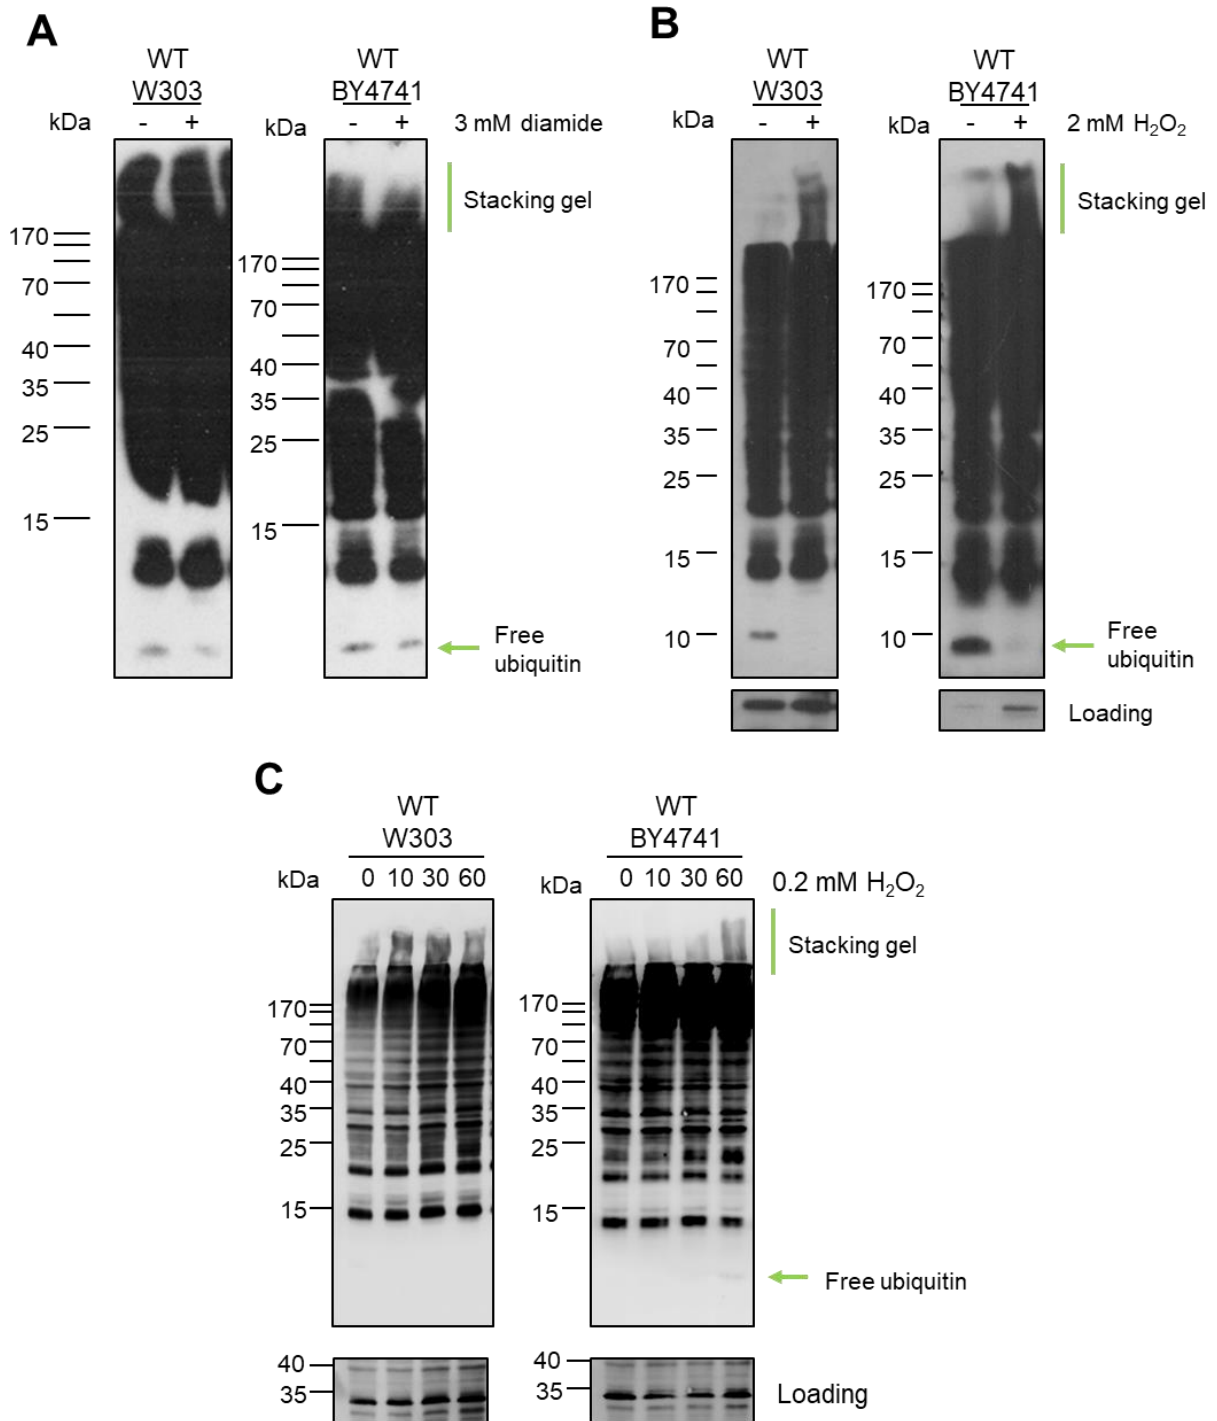 A
WT
W303
kDa
-
+
WT
BY4741
kDa
-
+
3 mM diamide
Stacking gel
170
70
40
35
25
15
170
70
40
35
25
15
Free
ubiquitin
B
WT
W303
kDa
-
+
WT
BY4741
kDa
-
+
2 mM H₂O₂
Stacking gel
170
70
40
35
25
15
10
170
70
40
35
25
15
10
Free
ubiquitin
Loading
C
WT
W303
kDa
0 10 30 60
WT
BY4741
kDa
0 10 30 60
0.2 mM H₂O₂
Stacking gel
170
70
40
35
25
15
170
70
40
35
25
15
Free ubiquitin
40
35
40
35
Loading